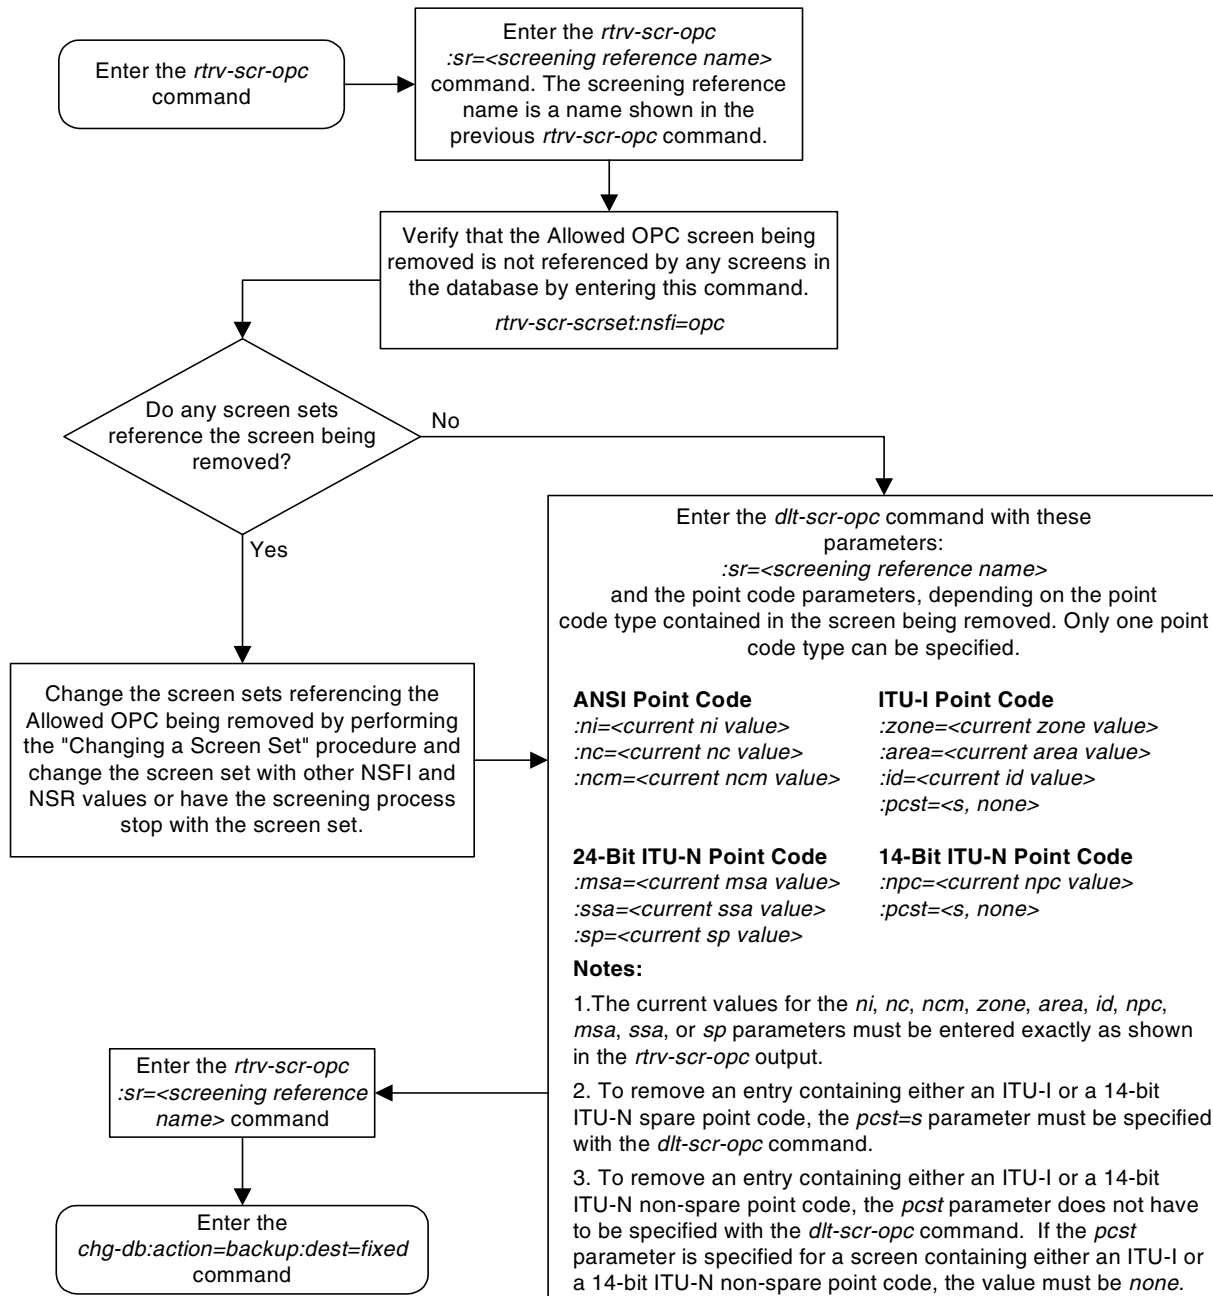 Enter the rtrv-scr-opc
command
Enter the rtrv-scr-opc
:sr=<screening reference name>
command. The screening reference
name is a name shown in the
previous rtrv-scr-opc command.
Verify that the Allowed OPC screen being
removed is not referenced by any screens in
the database by entering this command.
rtrv-scr-scrset:nsfi=opc
Do any screen sets
reference the screen being
removed?
No
Yes
Change the screen sets referencing the
Allowed OPC being removed by performing
the "Changing a Screen Set" procedure and
change the screen set with other NSFI and
NSR values or have the screening process
stop with the screen set.
Enter the dlt-scr-opc command with these
parameters:
:sr=<screening reference name>
and the point code parameters, depending on the point
code type contained in the screen being removed. Only one point
code type can be specified.
ANSI Point Code
:ni=<current ni value>
:nc=<current nc value>
:ncm=<current ncm value>
ITU-I Point Code
:zone=<current zone value>
:area=<current area value>
:id=<current id value>
:pcst=<s, none>
24-Bit ITU-N Point Code
:msa=<current msa value>
:ssa=<current ssa value>
:sp=<current sp value>
14-Bit ITU-N Point Code
:npc=<current npc value>
:pcst=<s, none>
Notes:
1.The current values for the ni, nc, ncm, zone, area, id, npc,
msa, ssa, or sp parameters must be entered exactly as shown
in the rtrv-scr-opc output.
2. To remove an entry containing either an ITU-I or a 14-bit
ITU-N spare point code, the pcst=s parameter must be specified
with the dlt-scr-opc command.
3. To remove an entry containing either an ITU-I or a 14-bit
ITU-N non-spare point code, the pcst parameter does not have
to be specified with the dlt-scr-opc command. If the pcst
parameter is specified for a screen containing either an ITU-I or
a 14-bit ITU-N non-spare point code, the value must be none.
Enter the rtrv-scr-opc
:sr=<screening reference
name> command
Enter the
chg-db:action=backup:dest=fixed
command